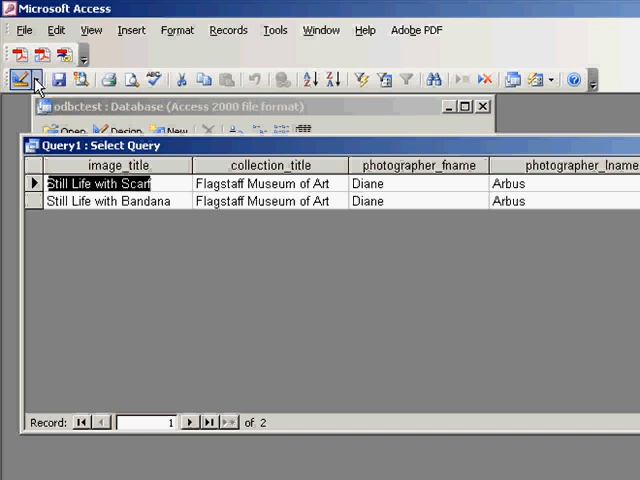 Microsoft Access
File Edit View Insert Format Records Tools Window Help Adobe PDF
odbctest : Database (Access 2000 file format)
Open Design New
Query1 : Select Query
image_title collection_title photographer_fname photographer_lname
Still Life with Scarf Flagstaff Museum of Art Diane Arbus
Still Life with Bandana Flagstaff Museum of Art Diane Arbus
Record: 1 of 2